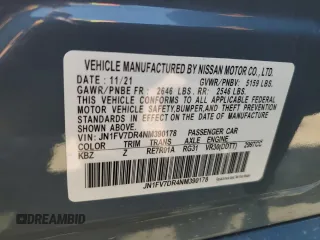 VEHICLE MANUFACTURED BY NISSAN MOTOR CO., LTD.
DATE : 11/21 GVWR/PNBV: 5159 LBS.
GAWR/PNBE FR : 2646 LBS. RR: 2546 LBS.
THIS VEHICLE CONFORMS TO ALL APPLICABLE FEDERAL
MOTOR VEHICLE SAFETY, BUMPER, AND THEFT PREVENTION
STANDARDS IN EFFECT ON THE DATE OF MANUFACTURE
SHOWN ABOVE.
VIN: JN1FV7DR4NM390178 PASSENGER CAR
COLOR TRIM TRANS AXLE ENGINE
KBZ Z RE7R01A RG31 VR30(DDTT) 2997CC
JN1FV7DR4NM390178
DREAMBID